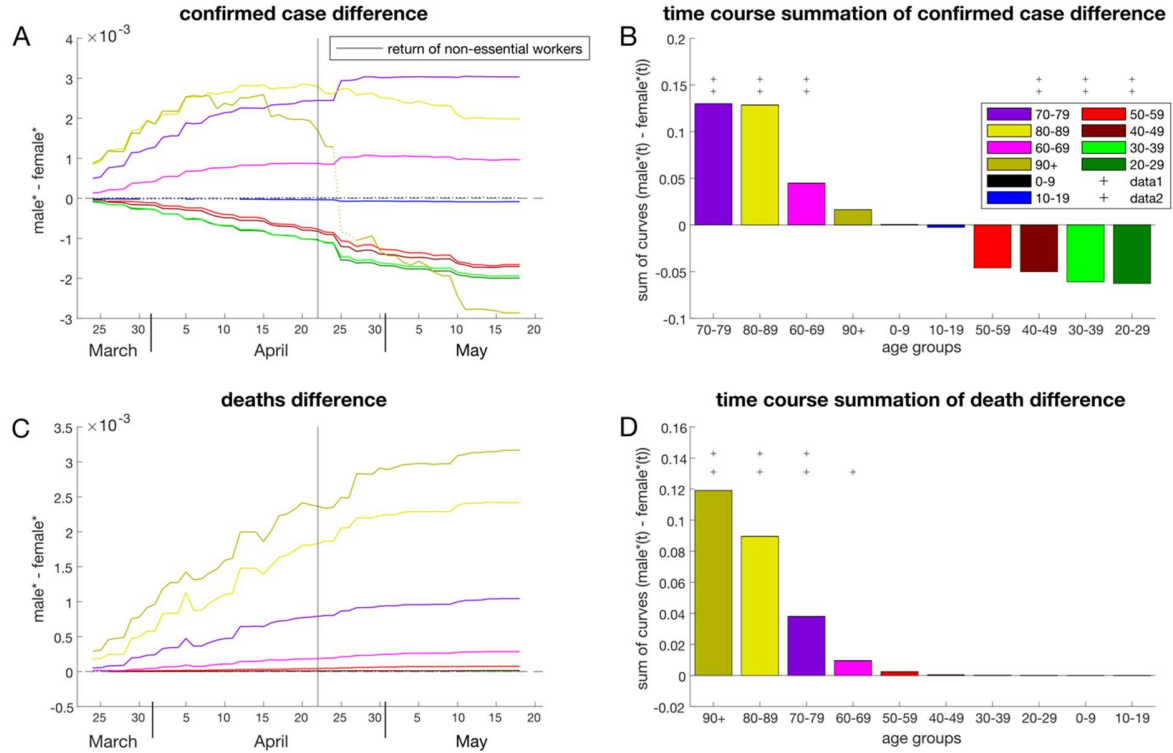 confirmed case difference
A
×10⁻³
4
3
2
1
0
-1
-2
-3
male* - female*
return of non-essential workers
25 30 5 10 15 20 25 30 5 10 15 20
March April May
time course summation of confirmed case difference
B
0.2
0.15
0.1
0.05
0
-0.05
-0.1
sum of curves (male*(t) - female*(t))
+ + + + + +
+ + + + + +
70-79 50-59
80-89 40-49
60-69 30-39
90+ 20-29
0-9 + data1
10-19 + data2
70-79 80-89 60-69 90+ 0-9 10-19 50-59 40-49 30-39 20-29
age groups
deaths difference
C
×10⁻³
3.5
3
2.5
2
1.5
1
0.5
0
-0.5
male* - female*
25 30 5 10 15 20 25 30 5 10 15 20
March April May
time course summation of death difference
D
0.16
0.14
0.12
0.1
0.08
0.06
0.04
0.02
0
-0.02
sum of curves (male*(t) - female*(t))
+ + +
+ + + +
90+ 80-89 70-79 60-69 50-59 40-49 30-39 20-29 0-9 10-19
age groups